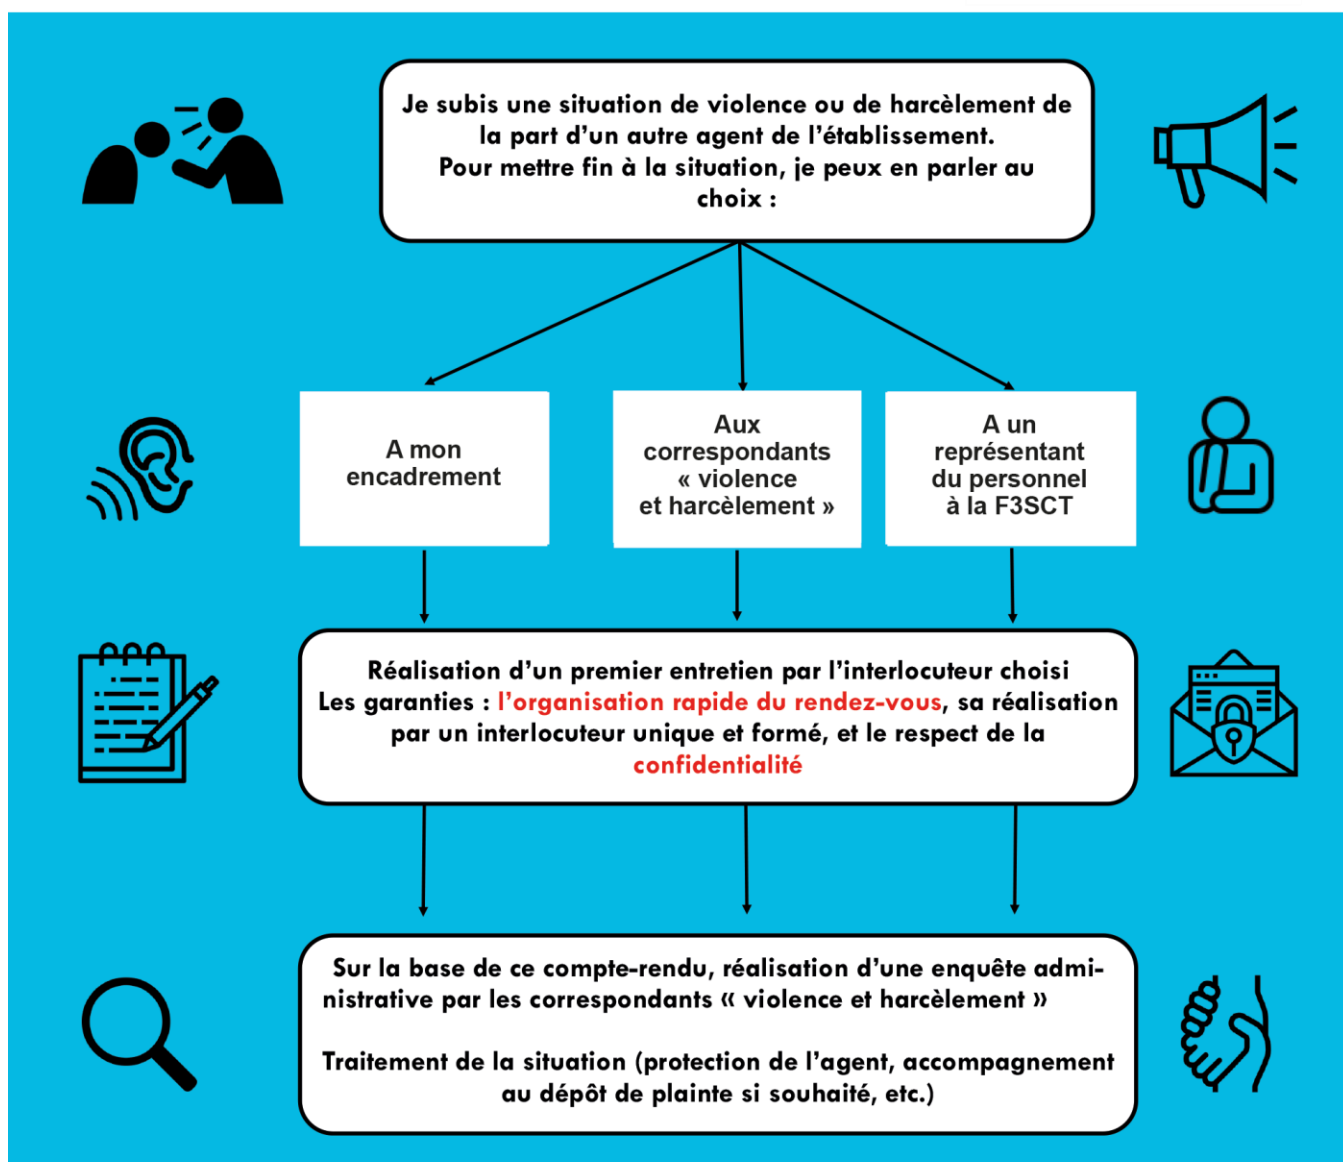 Je subis une situation de violence ou de harcèlement de
la part d'un autre agent de l'établissement.
Pour mettre fin à la situation, je peux en parler au
choix :
A mon
encadrement
Aux
correspondants
« violence
et harcèlement »
A un
représentant
du personnel
à la F3SCT
Réalisation d'un premier entretien par l'interlocuteur choisi
Les garanties : l'organisation rapide du rendez-vous, sa réalisation
par un interlocuteur unique et formé, et le respect de la
confidentialité
Sur la base de ce compte-rendu, réalisation d'une enquête admi-
nistrative par les correspondants « violence et harcèlement »
Traitement de la situation (protection de l'agent, accompagnement
au dépôt de plainte si souhaité, etc.)